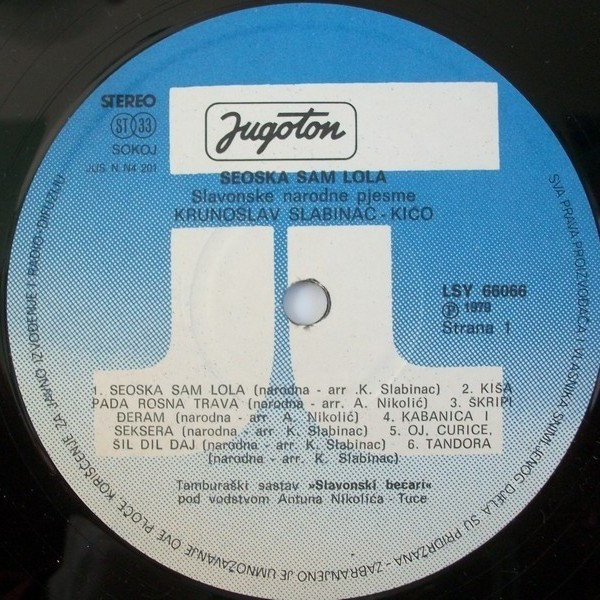 STEREO
ST 33
SOKOJ
JUS. N. N4 201
Jugoton
SEOSKA SAM LOLA
Slavonske narodne pjesme
KRUNOSLAV SLABINAC - KIĆO
LSY 66066
Ⓟ 1979
Strana 1
1. SEOSKA SAM LOLA (narodna - arr .K. Slabinac) 2. KIŠA
PADA ROSNA TRAVA (narodna - arr. A. Nikolić) 3. ŠKRIPI
ĐERAM (narodna - arr A. Nikolić) 4. KABANICA I
ŠEKSERA (narodna - arr. K. Slabinac) 5. OJ, CURICE,
ŠIL DIL DAJ (narodna - arr K. Slabinac) 6. TANDORA
(narodna - arr. K. Slabinac)
Tamburaški sastav »Slavonski bećari«
pod vodstvom Antuna Nikolića - Tuce
SVA PRAVA PROIZVOĐAČA I VLASNIKA SNIMLJENOG DJELA SU PRIDRŽANA - ZABRANJENO JE UMNOŽAVANJE OVE PLOČE KORIŠĆENJE ZA JAVNO IZVOĐENJE I RADIO-DIFUZIJU